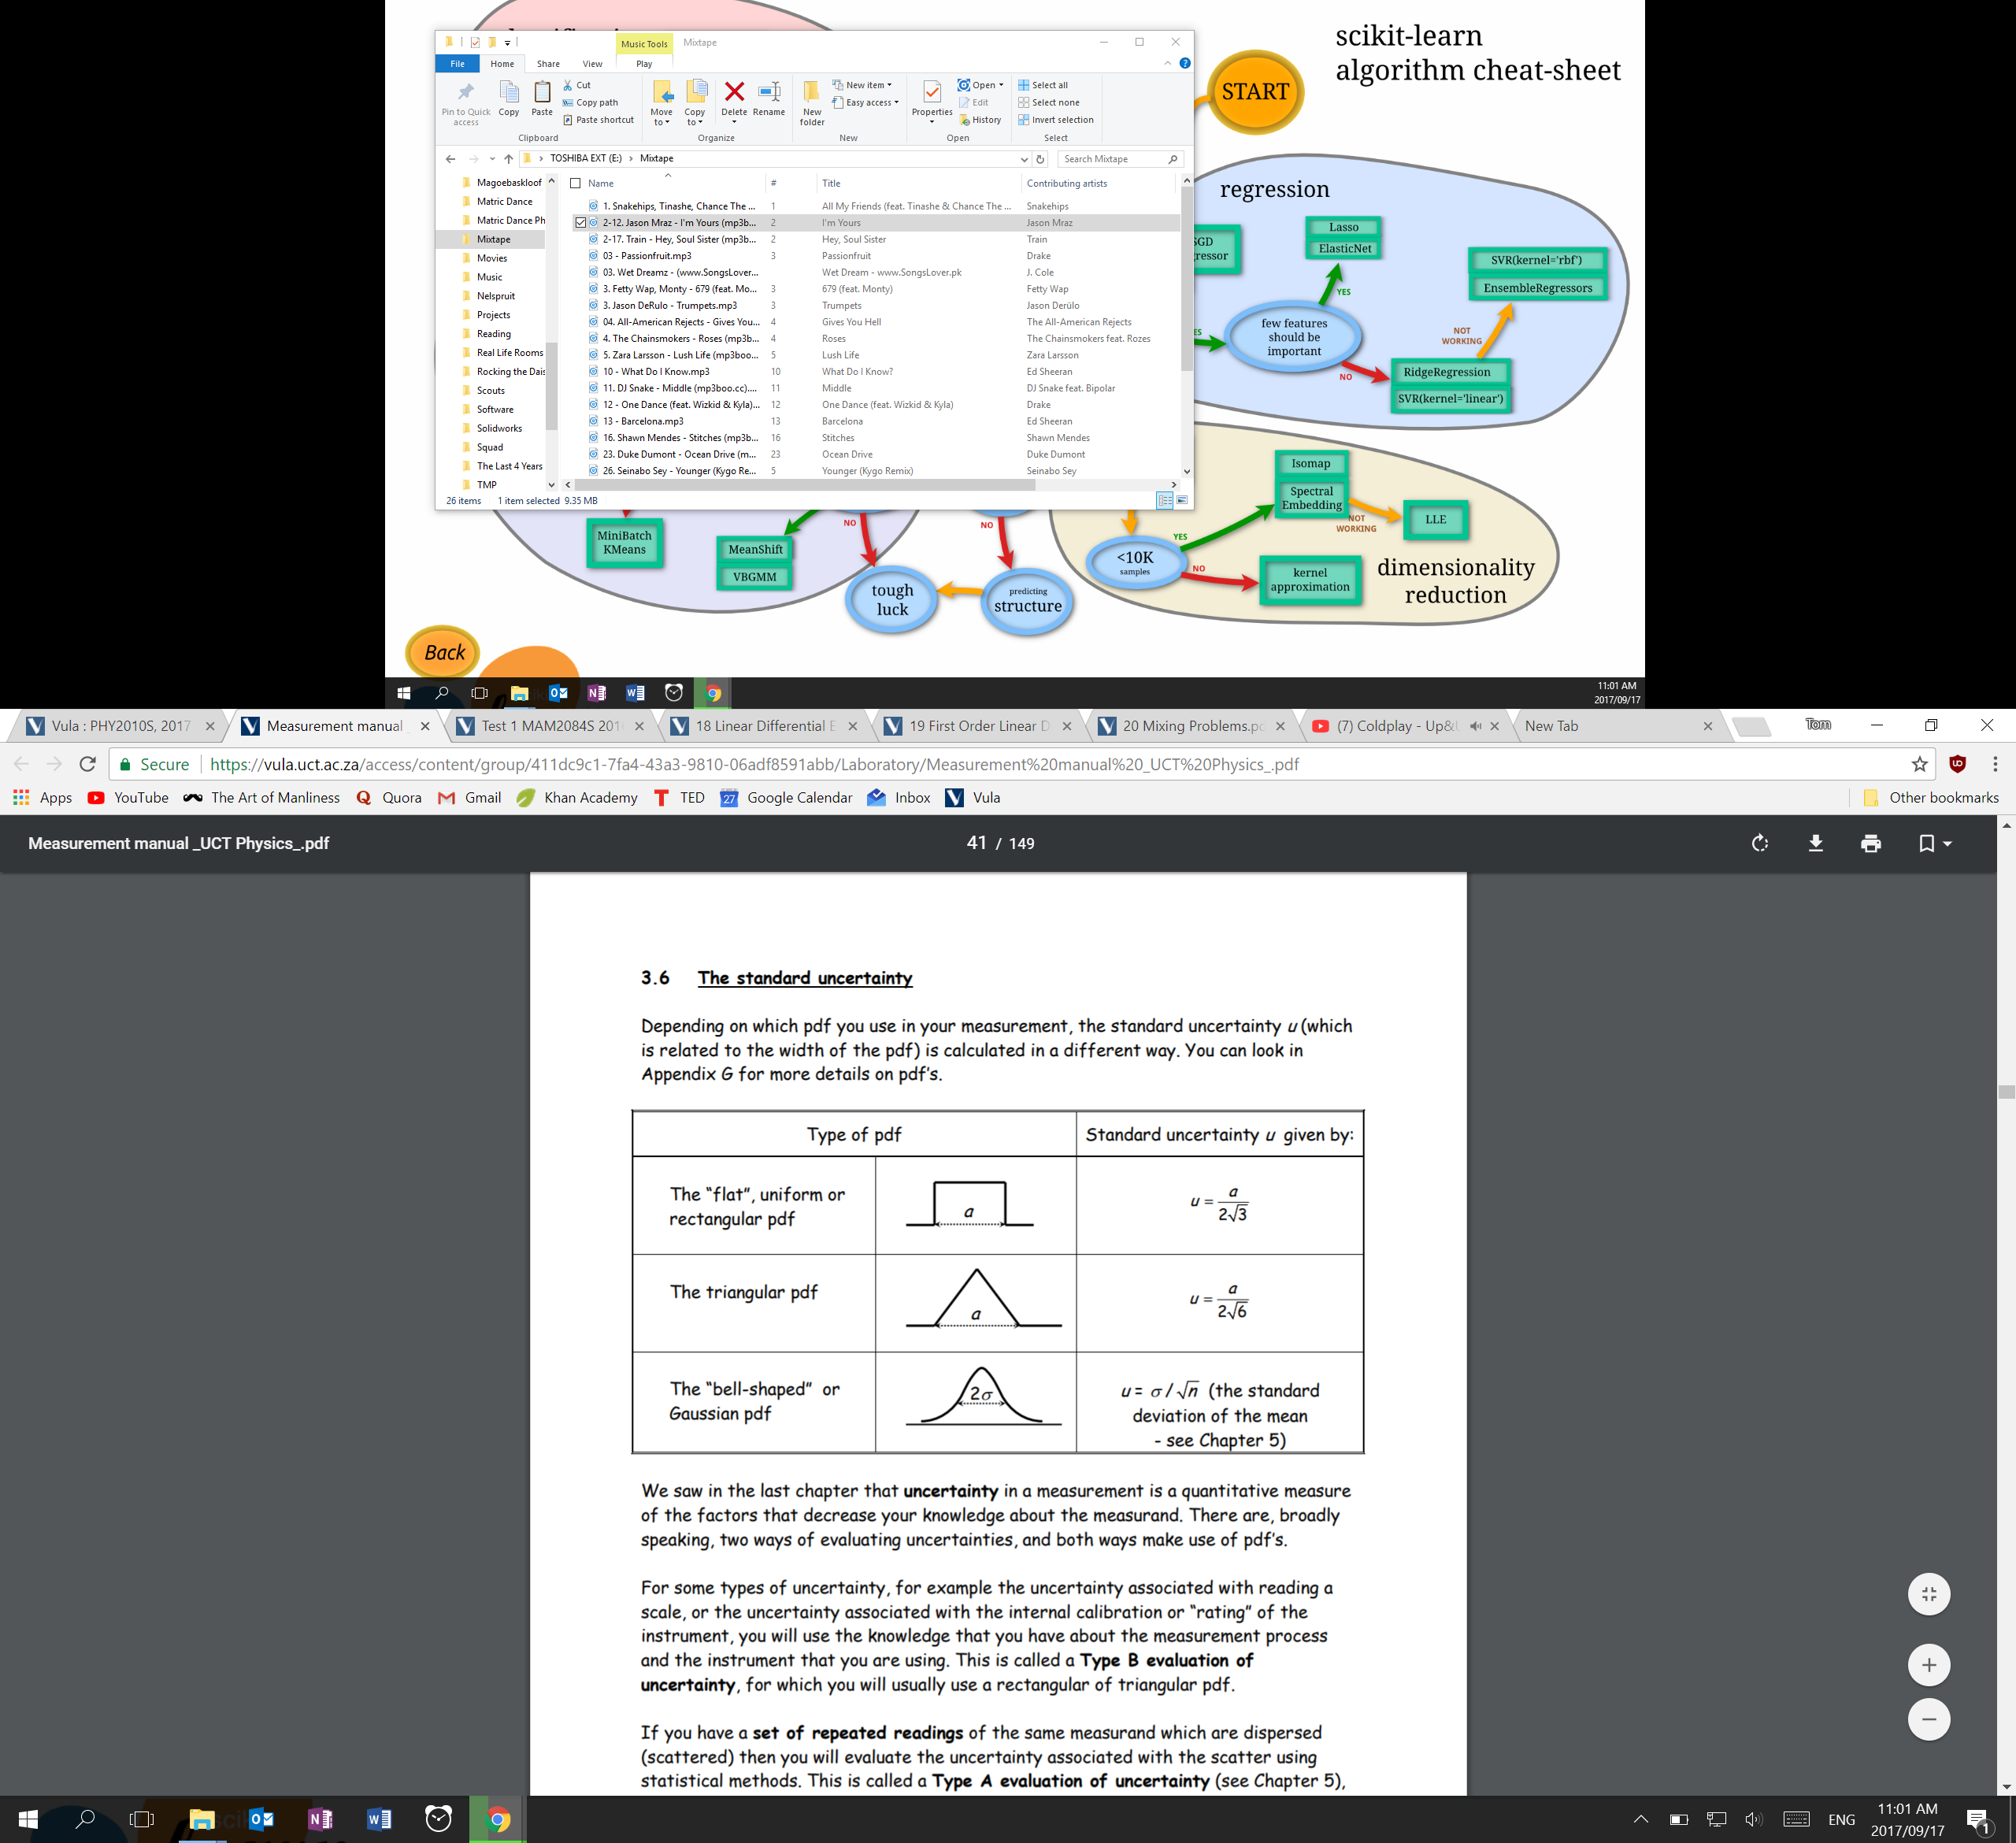 scikit-learn
algorithm cheat-sheet
START
Music Tools
Mixtape
File
Home
Share
View
Play
Pin to Quick
access
Copy
Paste
Cut
Copy path
Paste shortcut
Clipboard
Move
to
Copy
to
Delete
Rename
Organize
New
folder
New item
Easy access
New
Properties
Open
Edit
History
Open
Select all
Select none
Invert selection
Select
TOSHIBA EXT (E:) > Mixtape
Search Mixtape
Magoebaskloof
Matric Dance
Matric Dance Ph
Mixtape
Movies
Music
Nelspruit
Projects
Reading
Real Life Rooms
Rocking the Dais
Scouts
Software
Solidworks
Squad
The Last 4 Years
TMP
Name # Title Contributing artists
1. Snakehips, Tinashe, Chance The ... 1 All My Friends (feat. Tinashe & Chance The ... Snakehips
2-12. Jason Mraz - I'm Yours (mp3b... 2 I'm Yours Jason Mraz
2-17. Train - Hey, Soul Sister (mp3b... 2 Hey, Soul Sister Train
03 - Passionfruit.mp3 3 Passionfruit Drake
03. Wet Dreamz - (www.SongsLover... Wet Dream - www.SongsLover.pk J. Cole
3. Fetty Wap, Monty - 679 (feat. Mo... 3 679 (feat. Monty) Fetty Wap
3. Jason DeRulo - Trumpets.mp3 3 Trumpets Jason Derülo
04. All-American Rejects - Gives You... 4 Gives You Hell The All-American Rejects
4. The Chainsmokers - Roses (mp3b... 4 Roses The Chainsmokers feat. Rozes
5. Zara Larsson - Lush Life (mp3boo... 5 Lush Life Zara Larsson
10 - What Do I Know.mp3 10 What Do I Know? Ed Sheeran
11. DJ Snake - Middle (mp3boo.cc).... 11 Middle DJ Snake feat. Bipolar
12 - One Dance (feat. Wizkid & Kyla)... 12 One Dance (feat. Wizkid & Kyla) Drake
13 - Barcelona.mp3 13 Barcelona Ed Sheeran
16. Shawn Mendes - Stitches (mp3b... 16 Stitches Shawn Mendes
23. Duke Dumont - Ocean Drive (m... 23 Ocean Drive Duke Dumont
26. Seinabo Sey - Younger (Kygo Re... 5 Younger (Kygo Remix) Seinabo Sey
26 items 1 item selected 9.35 MB
regression
SGD
Lasso
ElasticNet
YES
few features
should be
important
NO
SVR(kernel='rbf')
EnsembleRegressors
NOT
WORKING
RidgeRegression
SVR(kernel='linear')
Isomap
Spectral
Embedding
NOT
WORKING
LLE
YES
<10K
samples
NO
kernel
approximation
dimensionality
reduction
MiniBatch
KMeans
MeanShift
VBGMM
NO
NO
tough
luck
predicting
structure
Back
11:01 AM
2017/09/17
Vula : PHY2010S, 2017
Measurement manual
Test 1 MAM2084S 201
18 Linear Differential E
19 First Order Linear D
20 Mixing Problems.pd
(7) Coldplay - Up&
New Tab
Tom
Secure | https://vula.uct.ac.za/access/content/group/411dc9c1-7fa4-43a3-9810-06adf8591abb/Laboratory/Measurement%20manual%20_UCT%20Physics_.pdf
Apps YouTube The Art of Manliness Quora Gmail Khan Academy TED Google Calendar Inbox Vula Other bookmarks
Measurement manual _UCT Physics_.pdf 41 / 149
3.6 The standard uncertainty
Depending on which pdf you use in your measurement, the standard uncertainty u (which
is related to the width of the pdf) is calculated in a different way. You can look in
Appendix G for more details on pdf's.
Type of pdf Standard uncertainty u given by:
The "flat", uniform or
rectangular pdf
a
u = a / 2√3
The triangular pdf
a
u = a / 2√6
The "bell-shaped" or
Gaussian pdf
2σ
u = σ / √n (the standard
deviation of the mean
- see Chapter 5)
We saw in the last chapter that uncertainty in a measurement is a quantitative measure
of the factors that decrease your knowledge about the measurand. There are, broadly
speaking, two ways of evaluating uncertainties, and both ways make use of pdf's.
For some types of uncertainty, for example the uncertainty associated with reading a
scale, or the uncertainty associated with the internal calibration or "rating" of the
instrument, you will use the knowledge that you have about the measurement process
and the instrument that you are using. This is called a Type B evaluation of
uncertainty, for which you will usually use a rectangular of triangular pdf.
If you have a set of repeated readings of the same measurand which are dispersed
(scattered) then you will evaluate the uncertainty associated with the scatter using
statistical methods. This is called a Type A evaluation of uncertainty (see Chapter 5),
ENG
11:01 AM
2017/09/17
1